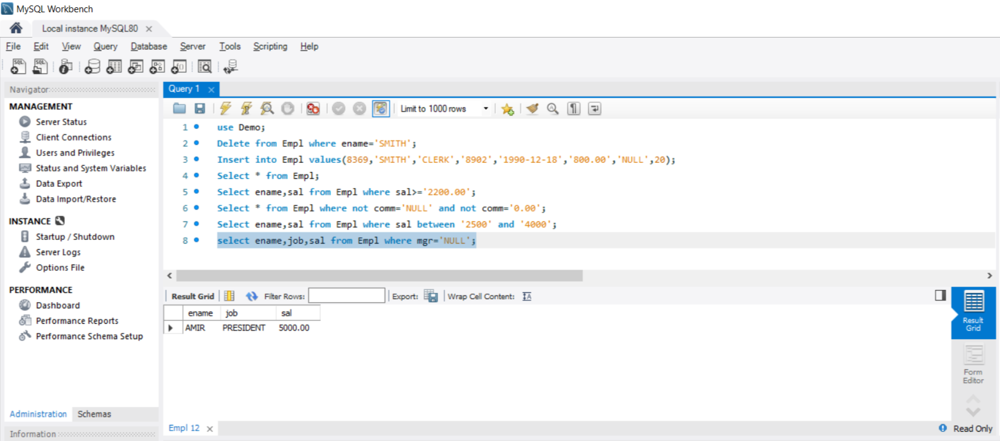 MySQL Workbench
Local instance MySQL80
File Edit View Query Database Server Tools Scripting Help
Navigator
MANAGEMENT
Server Status
Client Connections
Users and Privileges
Status and System Variables
Data Export
Data Import/Restore
INSTANCE
Startup / Shutdown
Server Logs
Options File
PERFORMANCE
Dashboard
Performance Reports
Performance Schema Setup
Administration Schemas
Information
Query 1
Limit to 1000 rows
1 use Demo;
2 Delete from Empl where ename='SMITH';
3 Insert into Empl values(8369,'SMITH','CLERK','8902','1990-12-18','800.00','NULL',20);
4 Select * from Empl;
5 Select ename,sal from Empl where sal>='2200.00';
6 Select * from Empl where not comm='NULL' and not comm='0.00';
7 Select ename,sal from Empl where sal between '2500' and '4000';
8 select ename,job,sal from Empl where mgr='NULL';
Result Grid Filter Rows: Export: Wrap Cell Content:
ename job sal
AMIR PRESIDENT 5000.00
Result
Grid
Form
Editor
Empl 12
Read Only